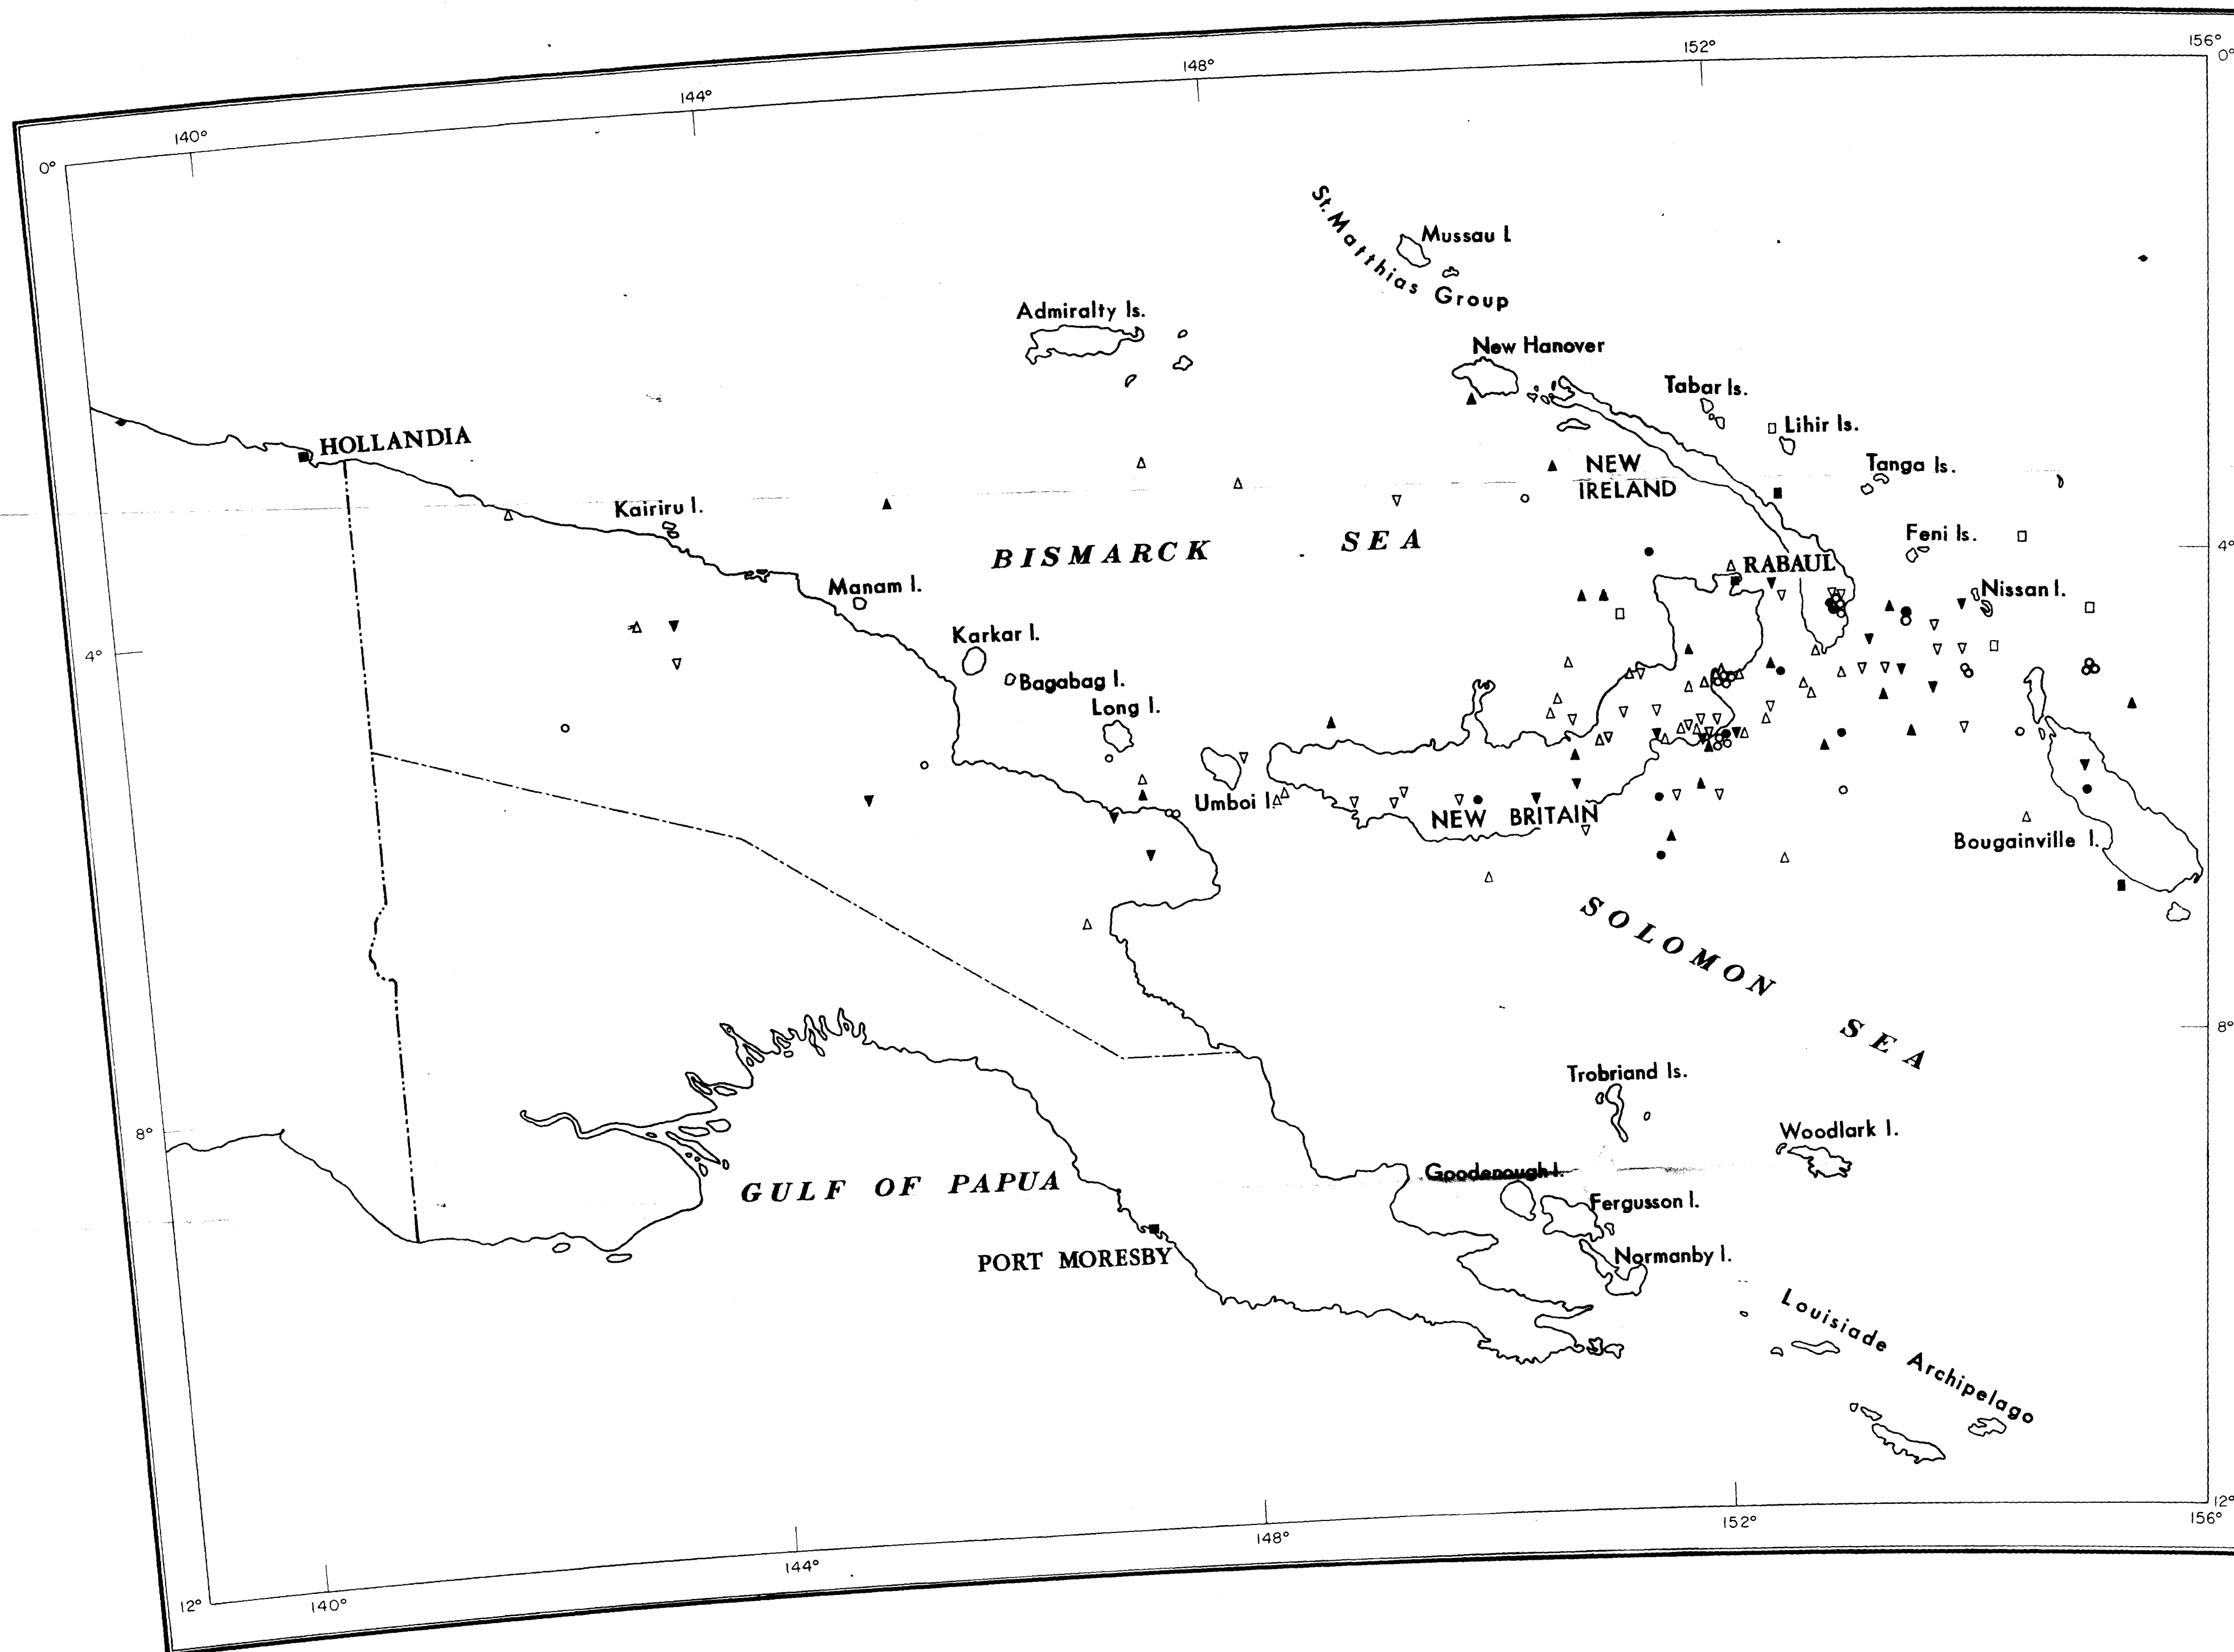 156°
152°
0°
148°
144°
140°
0°
St. Matthias Group
Mussau I.
Admiralty Is.
New Hanover
Tabar Is.
Lihir Is.
HOLLANDIA
Tanga Is.
NEW
IRELAND
Kairiru I.
Feni Is.
BISMARCK SEA
4°
RABAUL
Manam I.
Nissan I.
Karkar I.
4°
Bagabag I.
Long I.
Umboi I.
NEW BRITAIN
Bougainville I.
SOLOMON
SEA
8°
Trobriand Is.
8°
Woodlark I.
Goodenough I.
GULF OF PAPUA
Fergusson I.
PORT MORESBY
Normanby I.
Louisiade Archipelago
12°
156°
152°
148°
144°
12°
140°